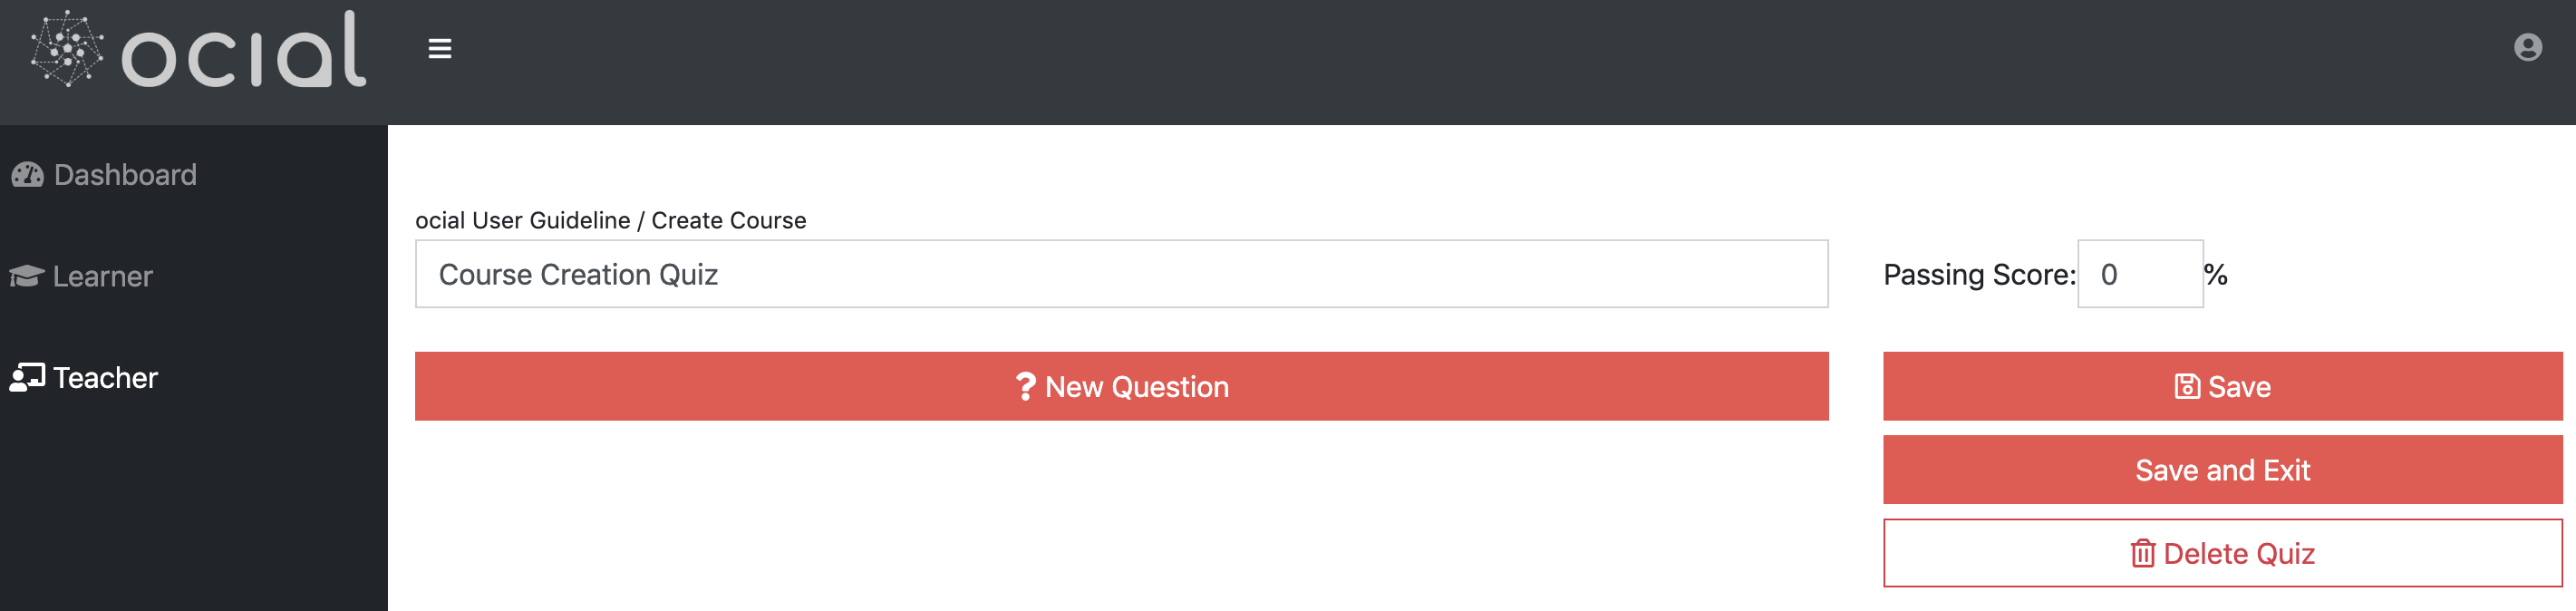 ocial
Dashboard
Learner
Teacher
ocial User Guideline / Create Course
Course Creation Quiz
Passing Score: 0 %
New Question
Save
Save and Exit
Delete Quiz